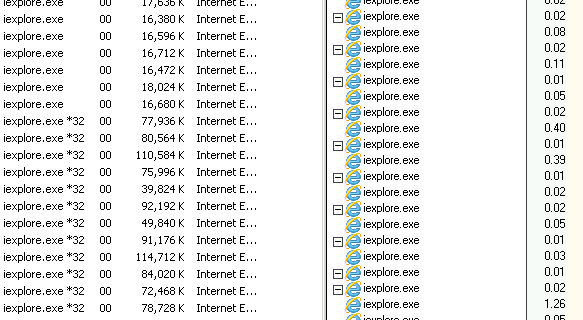 iexplore.exe 00 17,636 K Internet E...
iexplore.exe 00 16,380 K Internet E...
iexplore.exe 00 16,596 K Internet E...
iexplore.exe 00 16,712 K Internet E...
iexplore.exe 00 16,472 K Internet E...
iexplore.exe 00 18,024 K Internet E...
iexplore.exe 00 16,680 K Internet E...
iexplore.exe *32 00 77,936 K Internet E...
iexplore.exe *32 00 80,564 K Internet E...
iexplore.exe *32 00 110,584 K Internet E...
iexplore.exe *32 00 75,996 K Internet E...
iexplore.exe *32 00 39,824 K Internet E...
iexplore.exe *32 00 92,192 K Internet E...
iexplore.exe *32 00 49,840 K Internet E...
iexplore.exe *32 00 91,176 K Internet E...
iexplore.exe *32 00 114,712 K Internet E...
iexplore.exe *32 00 84,020 K Internet E...
iexplore.exe *32 00 72,468 K Internet E...
iexplore.exe *32 00 78,728 K Internet E...
iexplore.exe
iexplore.exe 0.02
iexplore.exe 0.08
iexplore.exe 0.02
iexplore.exe 0.11
iexplore.exe 0.01
iexplore.exe 0.05
iexplore.exe 0.02
iexplore.exe 0.40
iexplore.exe 0.01
iexplore.exe 0.39
iexplore.exe 0.01
iexplore.exe 0.02
iexplore.exe 0.02
iexplore.exe 0.05
iexplore.exe 0.01
iexplore.exe 0.03
iexplore.exe 0.01
iexplore.exe 0.02
iexplore.exe 1.26